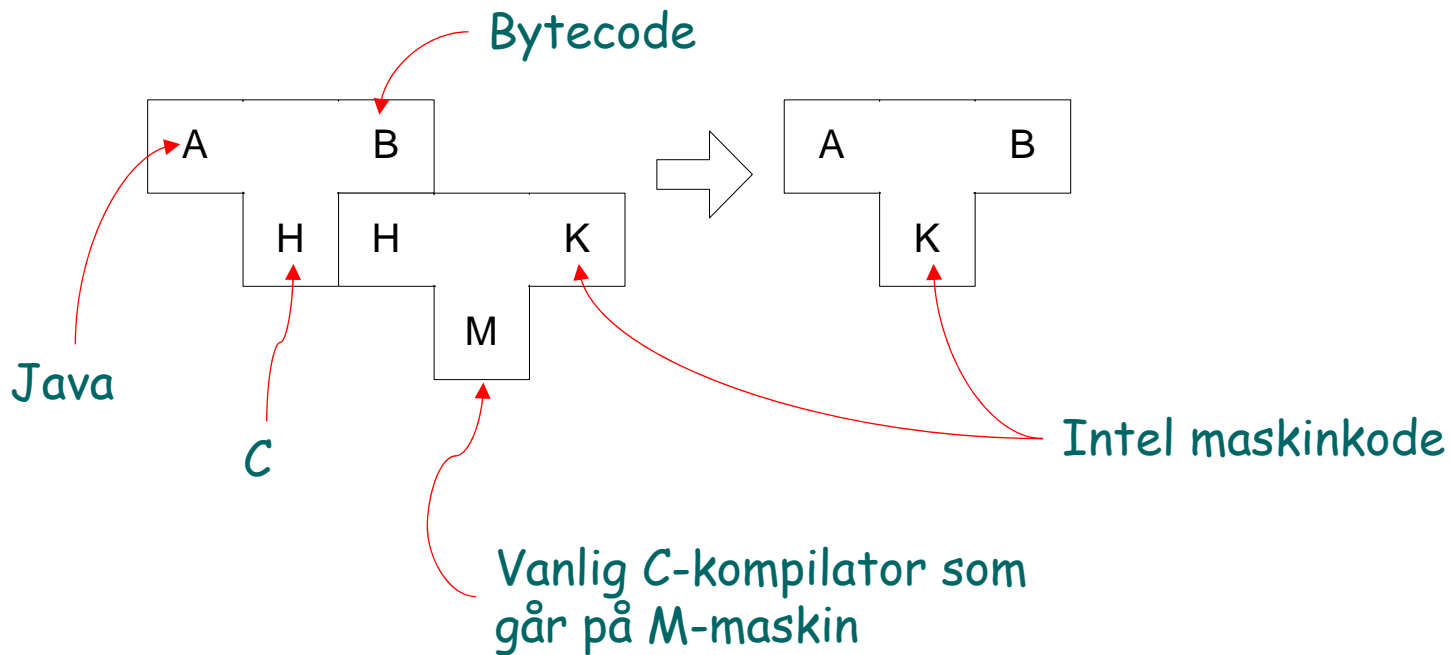 Bytecode
A B
A B
H H K
K
M
Java
C
Intel maskinkode
Vanlig C-kompilator som
går på M-maskin